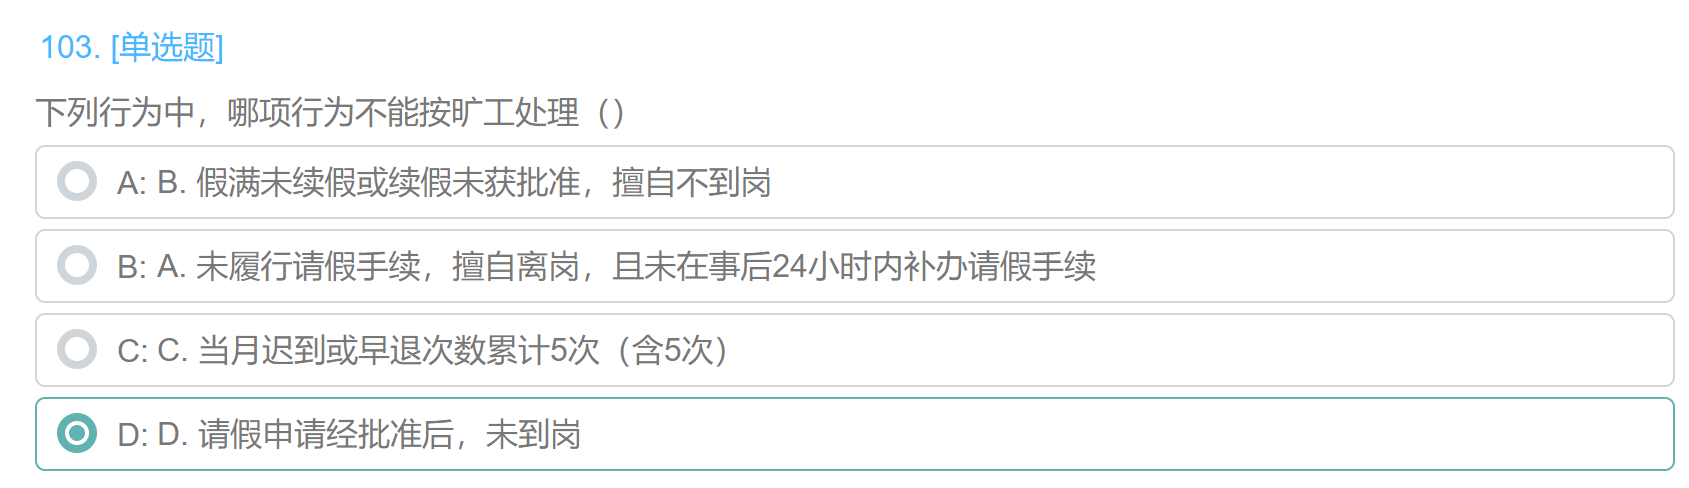 103. [单选题]
下列行为中，哪项行为不能按旷工处理（）
A: B. 假满未续假或续假未获批准，擅自不到岗
B: A. 未履行请假手续，擅自离岗，且未在事后24小时内补办请假手续
C: C. 当月迟到或早退次数累计5次（含5次）
D: D. 请假申请经批准后，未到岗